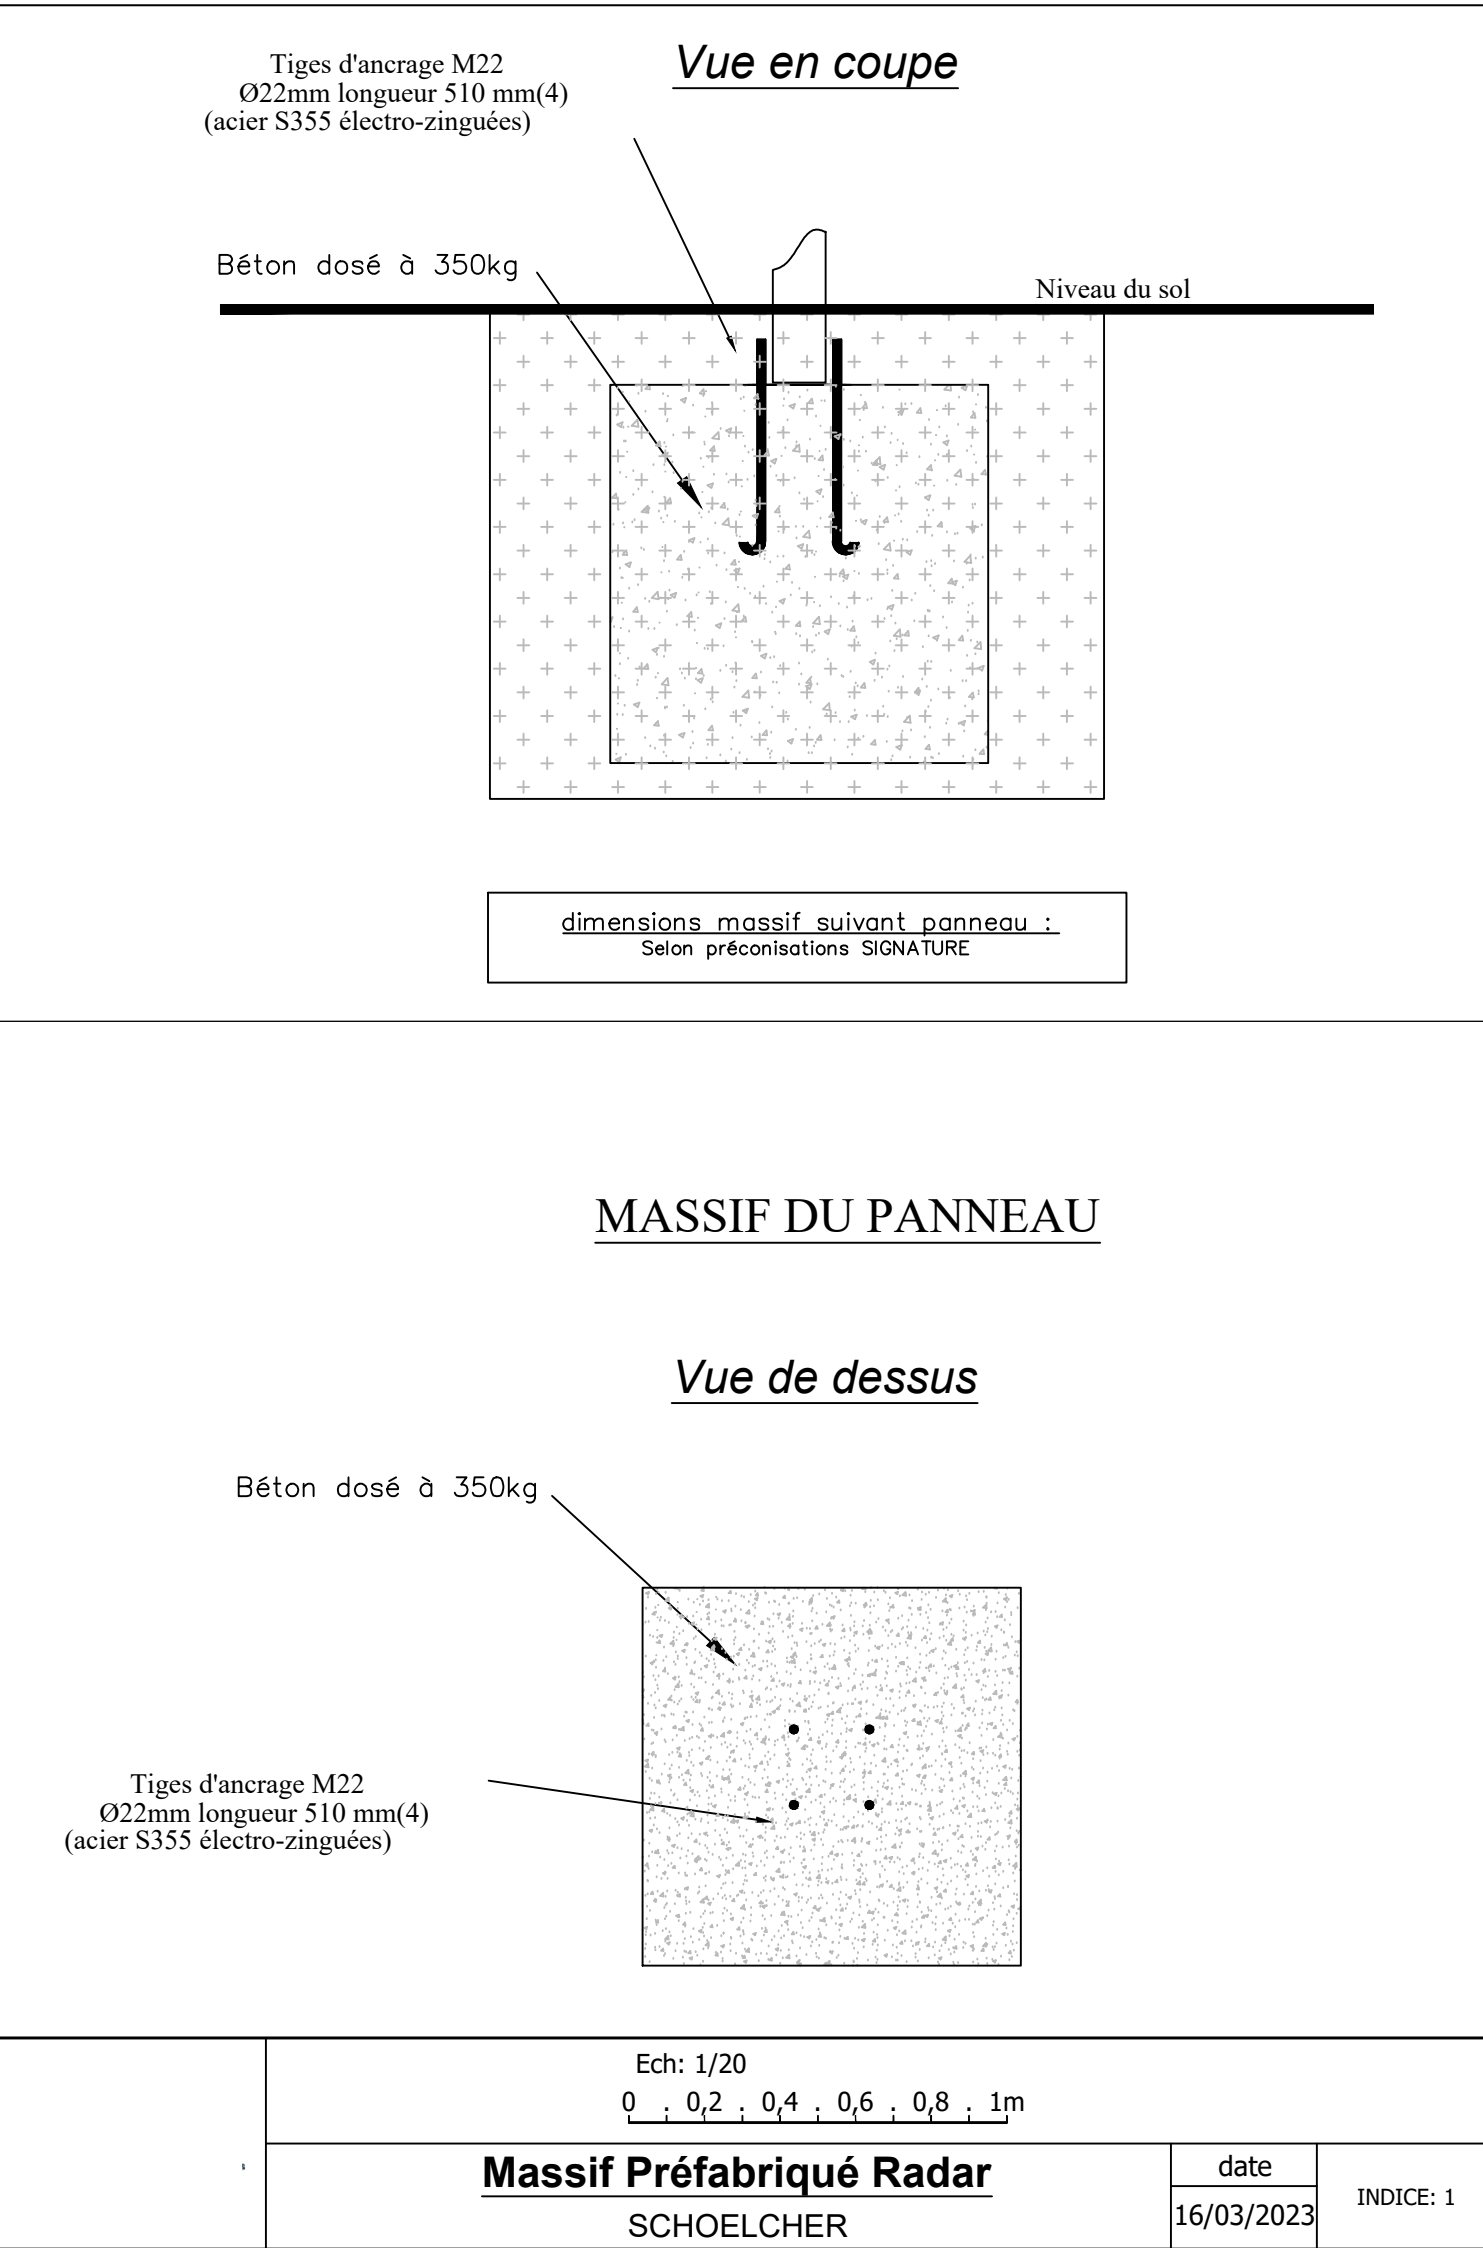 Vue en coupe
Tiges d'ancrage M22
Ø22mm longueur 510 mm(4)
(acier S355 électro-zinguées)
Béton dosé à 350kg
Niveau du sol
dimensions massif suivant panneau :
Selon préconisations SIGNATURE
MASSIF DU PANNEAU
Vue de dessus
Béton dosé à 350kg
Tiges d'ancrage M22
Ø22mm longueur 510 mm(4)
(acier S355 électro-zinguées)
Ech: 1/20
0 . 0,2 . 0,4 . 0,6 . 0,8 . 1m
Massif Préfabriqué Radar
SCHOELCHER
date
16/03/2023
INDICE: 1